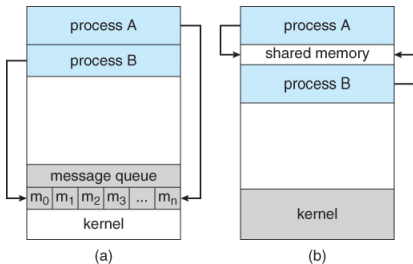 process A
process B
message queue
m0 m1 m2 m3 ... mn
kernel
(a)
process A
shared memory
process B
kernel
(b)